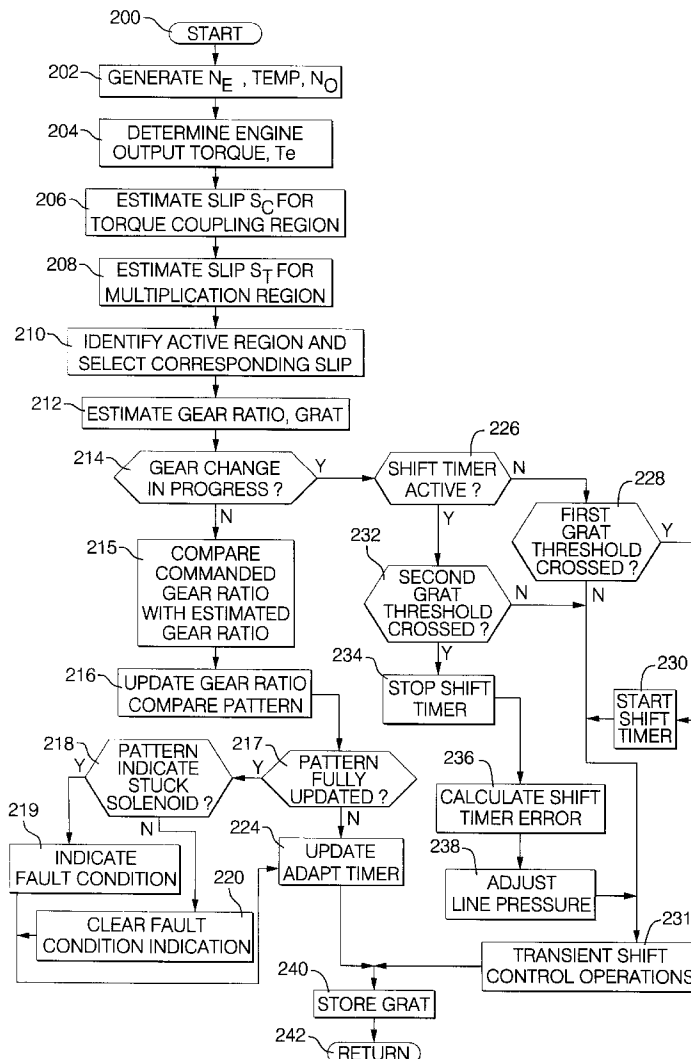 200
START
202
GENERATE NE , TEMP, NO
204
DETERMINE ENGINE
OUTPUT TORQUE, Te
206
ESTIMATE SLIP SC FOR
TORQUE COUPLING REGION
208
ESTIMATE SLIP ST FOR
MULTIPLICATION REGION
210
IDENTIFY ACTIVE REGION AND
SELECT CORRESPONDING SLIP
212
ESTIMATE GEAR RATIO, GRAT
214
GEAR CHANGE
IN PROGRESS ?
Y
N
226
SHIFT TIMER
ACTIVE ?
N
Y
228
FIRST
GRAT
THRESHOLD
CROSSED ?
Y
N
215
COMPARE
COMMANDED
GEAR RATIO
WITH ESTIMATED
GEAR RATIO
232
SECOND
GRAT
THRESHOLD
CROSSED ?
N
Y
230
START
SHIFT
TIMER
216
UPDATE GEAR RATIO
COMPARE PATTERN
234
STOP SHIFT
TIMER
218
PATTERN
INDICATE
STUCK
SOLENOID ?
Y
N
217
PATTERN
FULLY
UPDATED ?
Y
N
236
CALCULATE SHIFT
TIMER ERROR
219
INDICATE
FAULT CONDITION
224
UPDATE
ADAPT TIMER
238
ADJUST
LINE PRESSURE
220
CLEAR FAULT
CONDITION INDICATION
231
TRANSIENT SHIFT
CONTROL OPERATIONS
240
STORE GRAT
242
RETURN